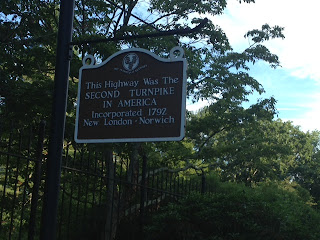 This Highway Was The
SECOND TURNPIKE
IN AMERICA
Incorporated 1792
New London - Norwich